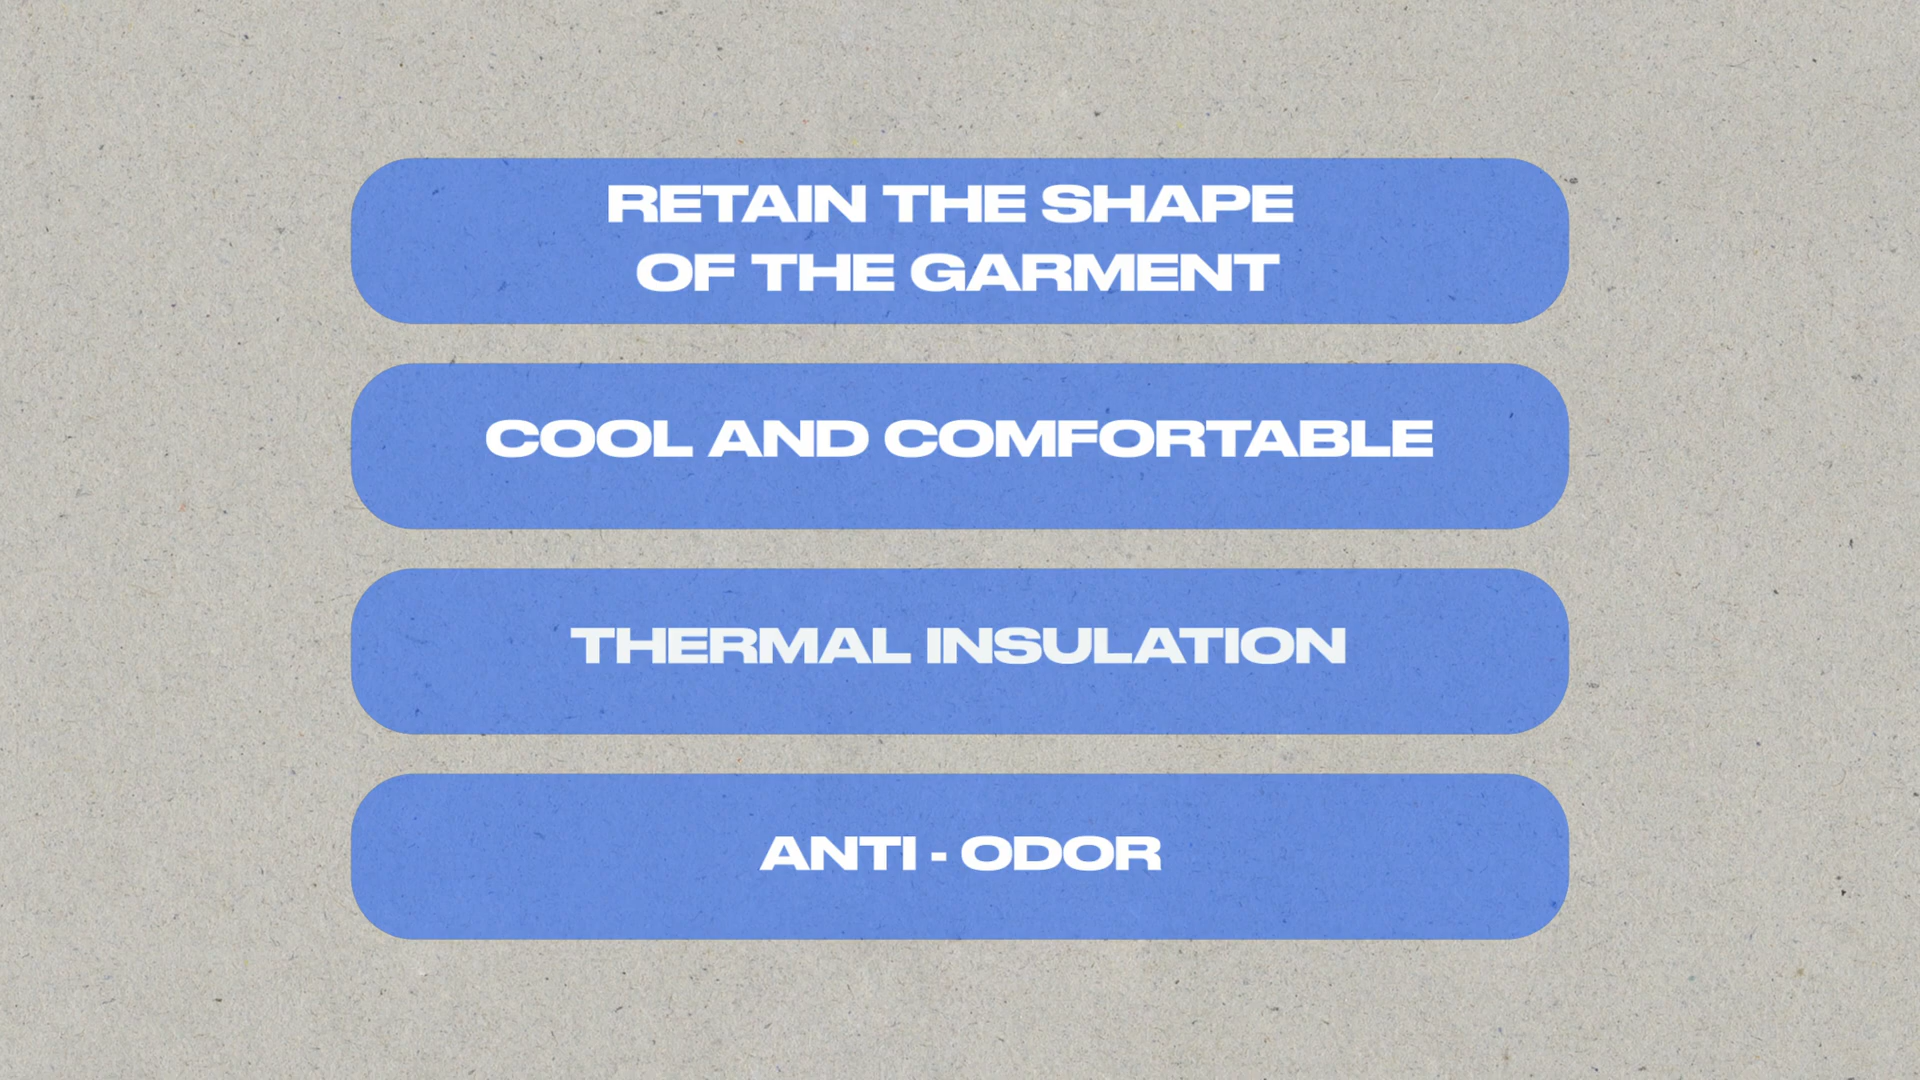 RETAIN THE SHAPE
OF THE GARMENT
COOL AND COMFORTABLE
THERMAL INSULATION
ANTI - ODOR